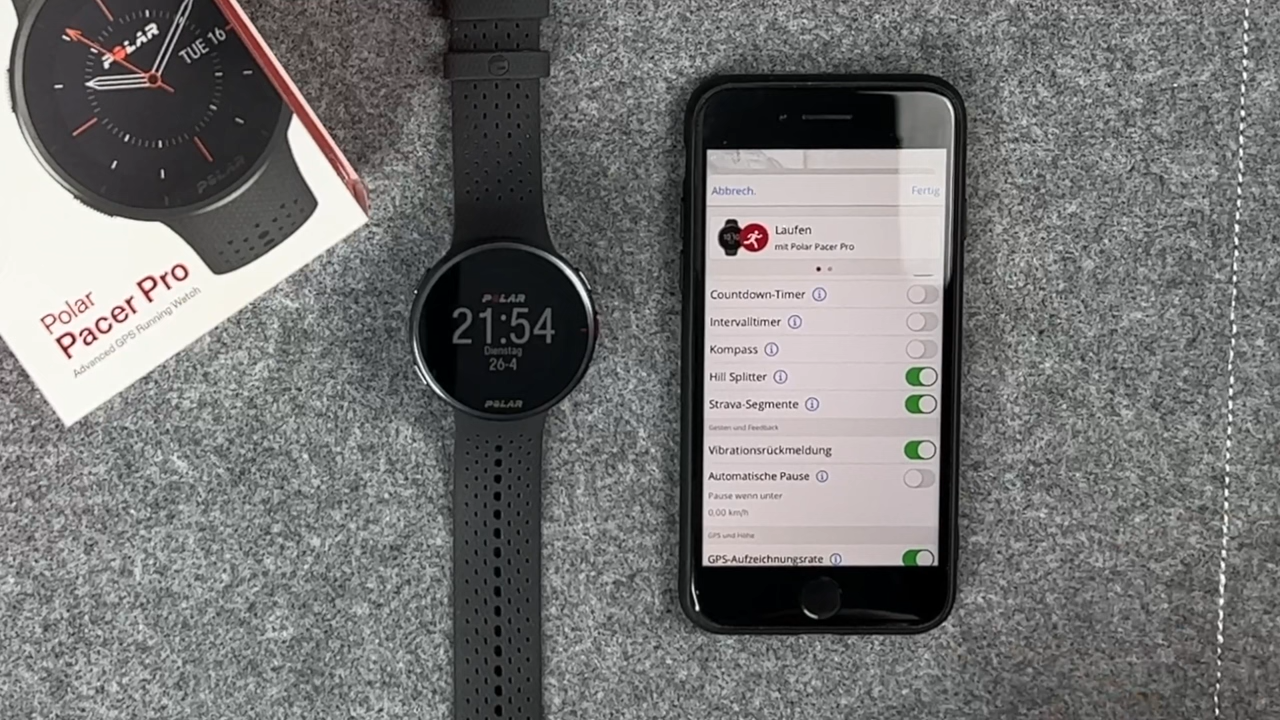 POLAR
TUE 16
POLAR
Polar
Pacer Pro
Advanced GPS Running Watch
POLAR
21:54
Dienstag
26-4
POLAR
Abbrech.
Fertig
Laufen
mit Polar Pacer Pro
Countdown-Timer
Intervalltimer
Kompass
Hill Splitter
Strava-Segmente
Gesten und Feedback
Vibrationsrückmeldung
Automatische Pause
Pause wenn unter
0,00 km/h
GPS und Höhe
GPS-Aufzeichnungsrate